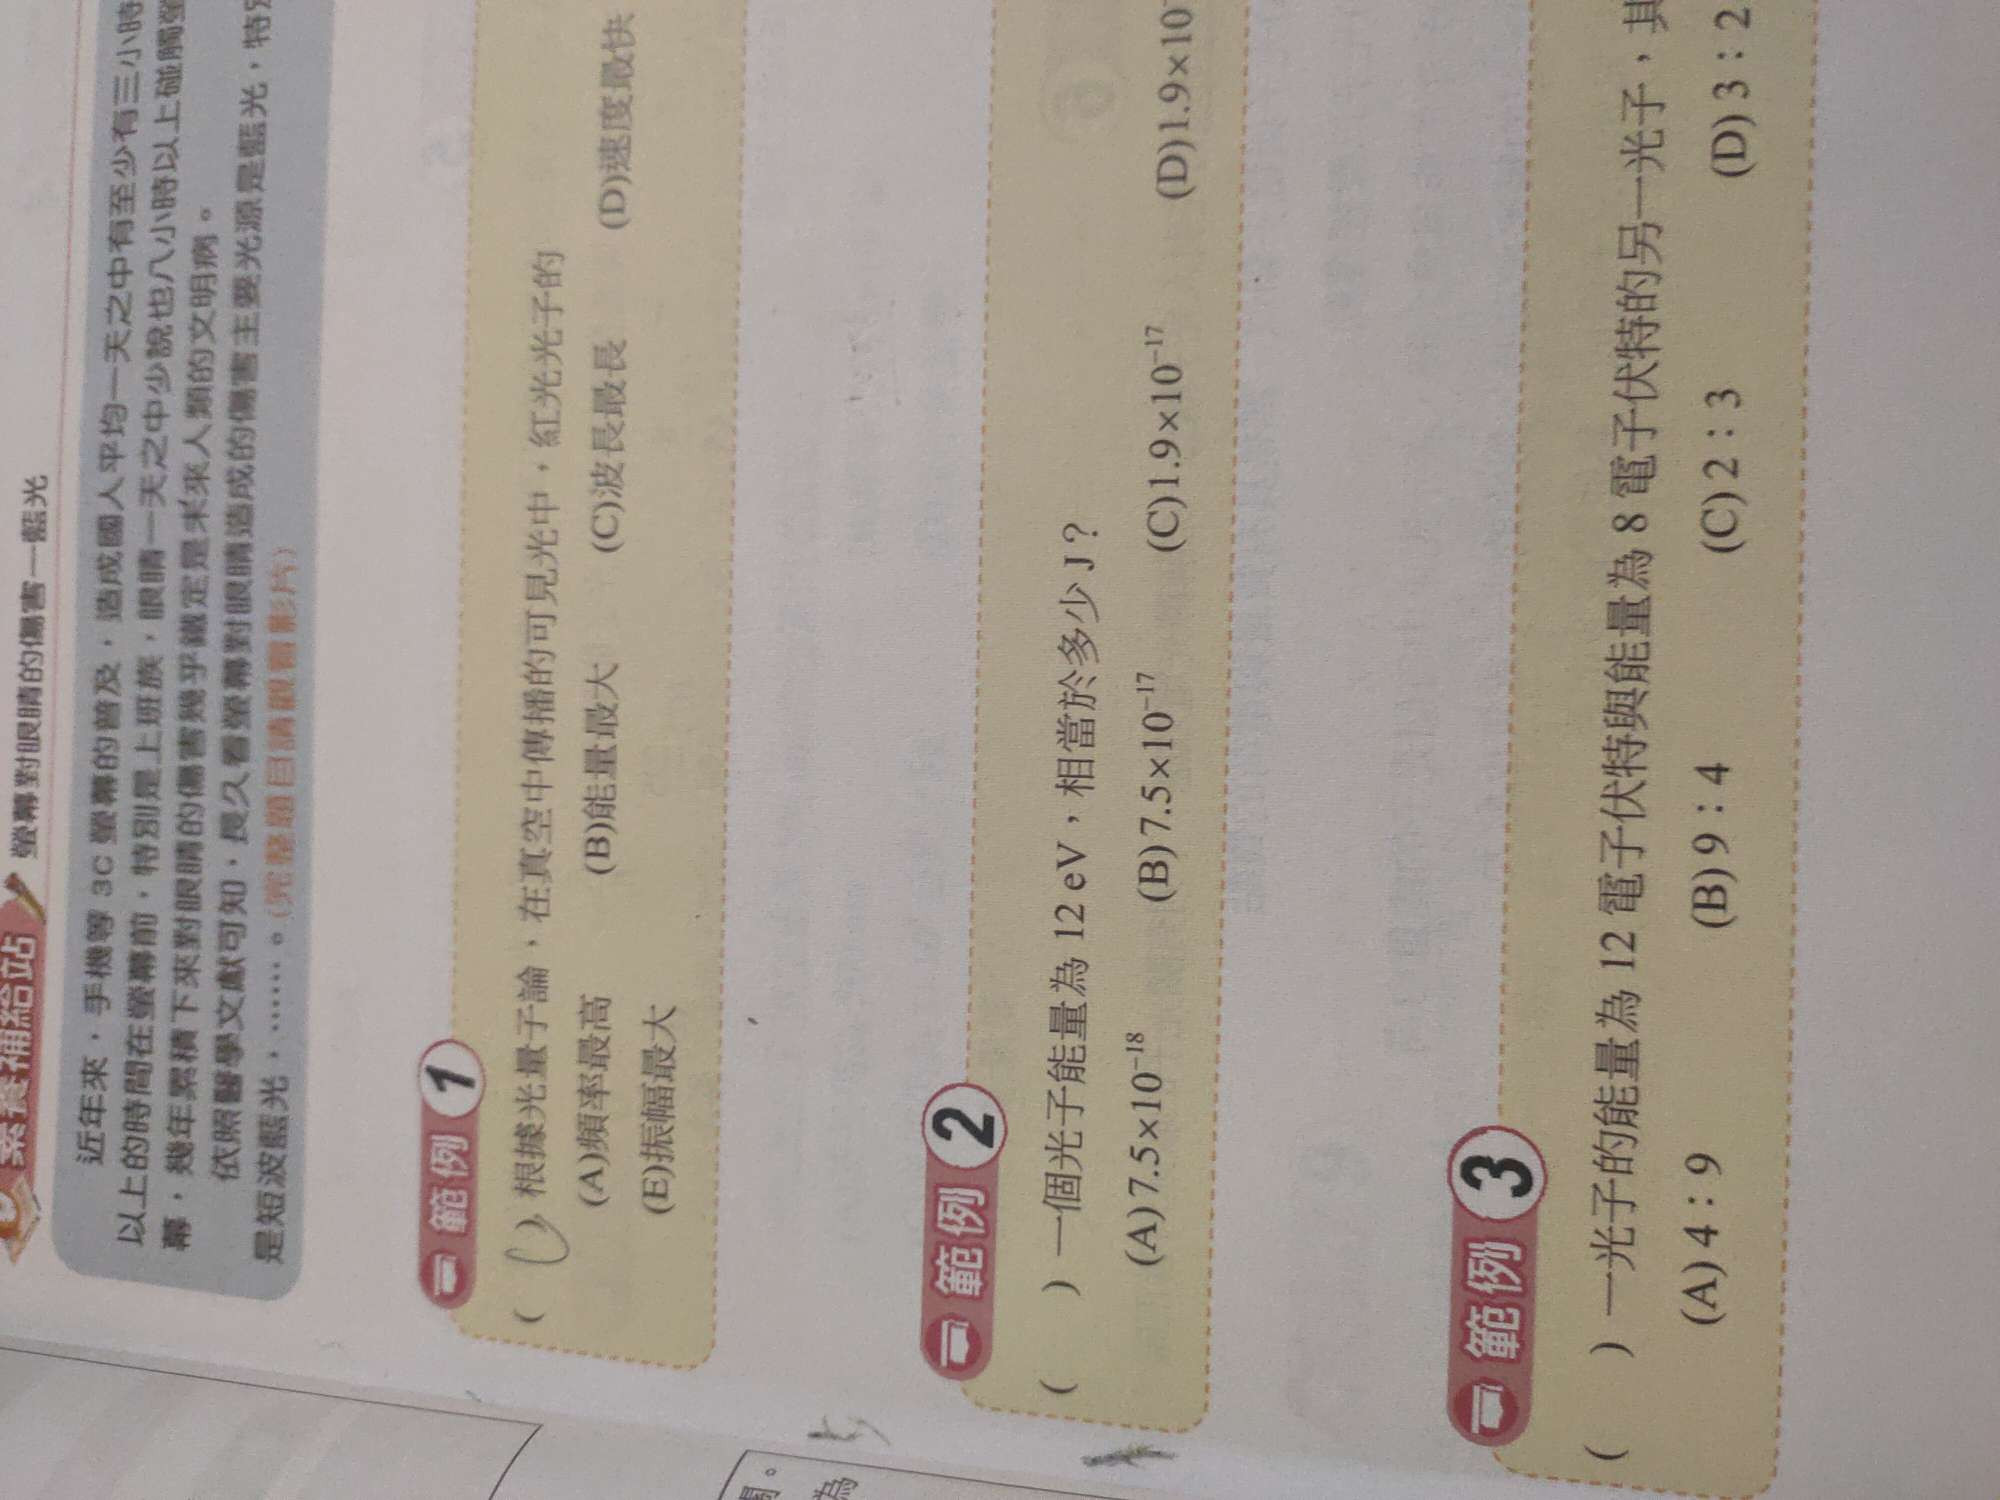 素養補給站 螢幕對眼睛的傷害—藍光
近年來，手機等 3C 螢幕的普及，造成國人平均一天之中有至少有三小時
以上的時間在螢幕前，特別是上班族，眼睛一天之中少說也八小時以上碰觸螢
幕，幾年累積下來對眼睛的傷害幾乎鐵定是未來人類的文明病。
依照醫學文獻可知，長久看螢幕對眼睛造成的傷害主要光源是藍光，特別
是短波藍光，……。(完整題目請觀看影片)
範例 1
( ) 根據光量子論，在真空中傳播的可見光中，紅光光子的
(A)頻率最高 (B)能量最大 (C)波長最長 (D)速度最快
(E)振幅最大
範例 2
( ) 一個光子能量為 12 eV，相當於多少 J？
(A) 7.5×10⁻¹⁸ (B) 7.5×10⁻¹⁷ (C) 1.9×10⁻¹⁷ (D) 1.9×10
範例 3
( ) 一光子的能量為 12 電子伏特與能量為 8 電子伏特的另一光子，其
(A) 4：9 (B) 9：4 (C) 2：3 (D) 3：2
關。
為